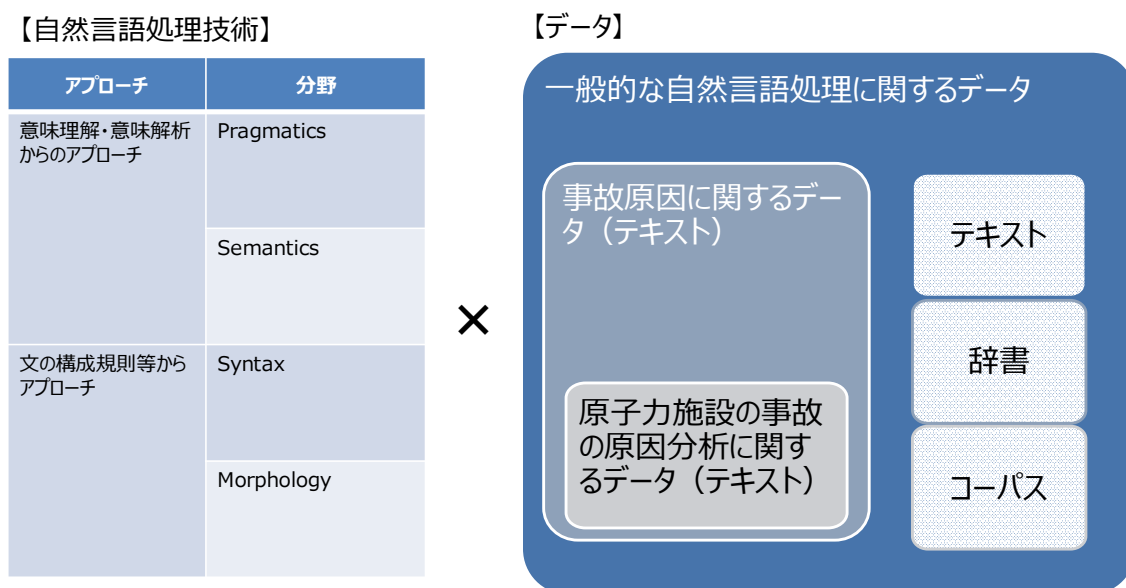 【自然言語処理技術】
アプローチ
分野
意味理解・意味解析
からのアプローチ
Pragmatics
Semantics
文の構成規則等から
アプローチ
Syntax
Morphology
×
【データ】
一般的な自然言語処理に関するデータ
事故原因に関するデー
タ（テキスト）
原子力施設の事故
の原因分析に関す
るデータ（テキスト）
テキスト
辞書
コーパス